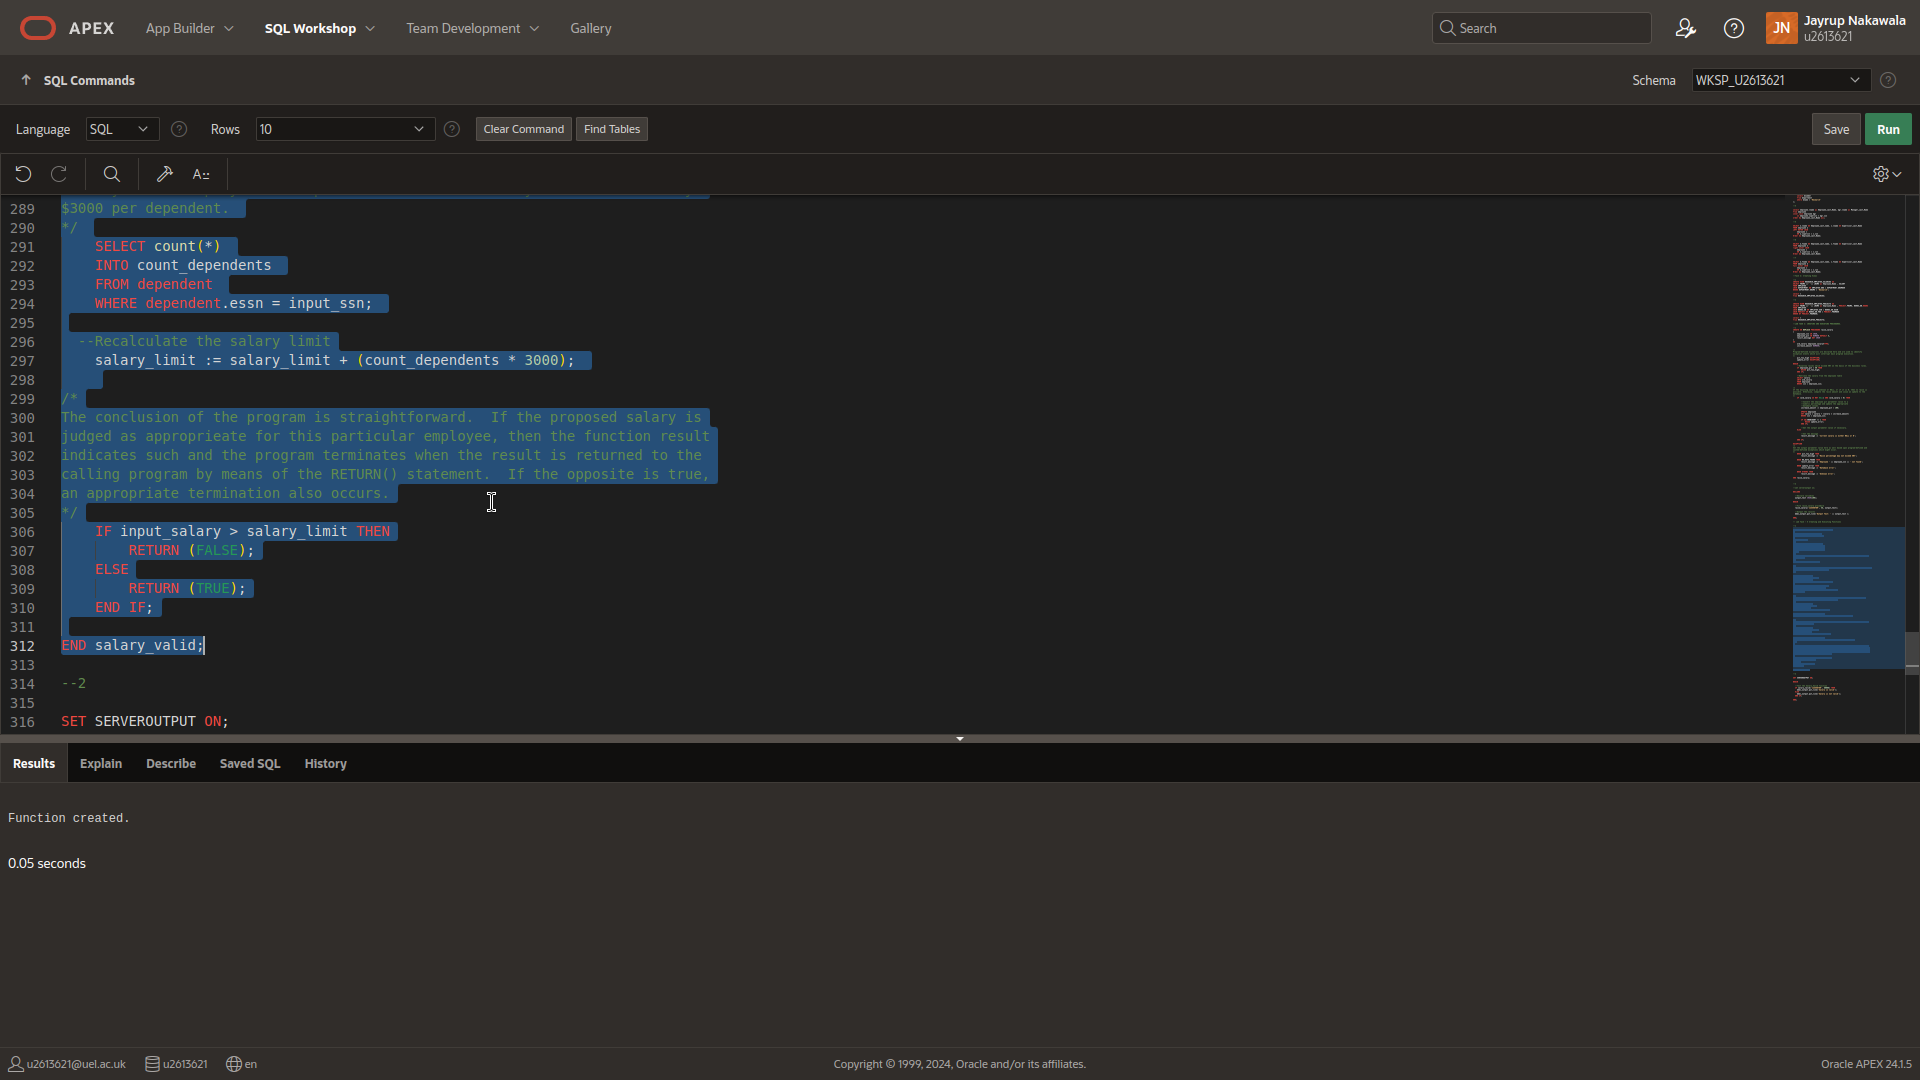 APEX App Builder SQL Workshop Team Development Gallery Search JN Jayrup Nakawala
u2613621
SQL Commands Schema WKSP_U2613621
Language SQL Rows 10 Clear Command Find Tables Save Run
289 $3000 per dependent.
290 */
291 SELECT count(*)
292 INTO count_dependents
293 FROM dependent
294 WHERE dependent.essn = input_ssn;
295
296 --Recalculate the salary limit
297 salary_limit := salary_limit + (count_dependents * 3000);
298
299 /*
300 The conclusion of the program is straightforward.  If the proposed salary is
301 judged as approprieate for this particular employee, then the function result
302 indicates such and the program terminates when the result is returned to the
303 calling program by means of the RETURN() statement.  If the opposite is true,
304 an appropriate termination also occurs.
305 */
306 IF input_salary > salary_limit THEN
307 RETURN (FALSE);
308 ELSE
309 RETURN (TRUE);
310 END IF;
311
312 END salary_valid;
313
314 --2
315
316 SET SERVEROUTPUT ON;
Results Explain Describe Saved SQL History
Function created.
0.05 seconds
u2613621@uel.ac.uk u2613621 en Copyright © 1999, 2024, Oracle and/or its affiliates. Oracle APEX 24.1.5